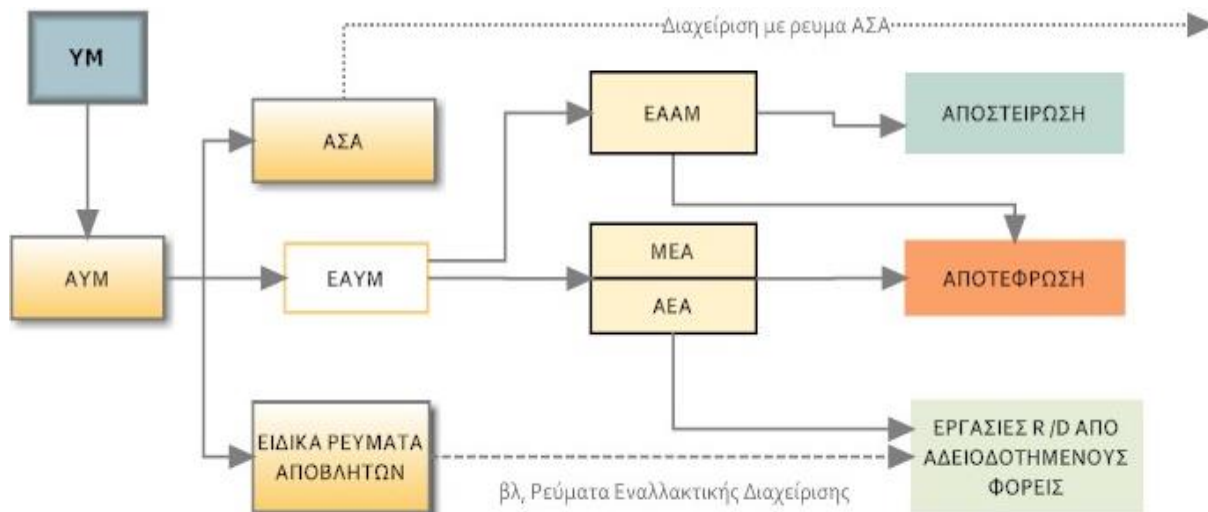 Διαχείριση με ρευμα ΑΣΑ
ΥΜ
ΑΣΑ
ΕΑΑΜ
ΑΠΟΣΤΕΙΡΩΣΗ
ΑΥΜ
ΕΑΥΜ
ΜΕΑ
ΑΕΑ
ΑΠΟΤΕΦΡΩΣΗ
ΕΙΔΙΚΑ ΡΕΥΜΑΤΑ
ΑΠΟΒΛΗΤΩΝ
ΕΡΓΑΣΙΕΣ R /D ΑΠΟ
ΑΔΕΙΟΔΟΤΗΜΕΝΟΥΣ
ΦΟΡΕΙΣ
βλ, Ρεύματα Εναλλακτικής Διαχείρισης